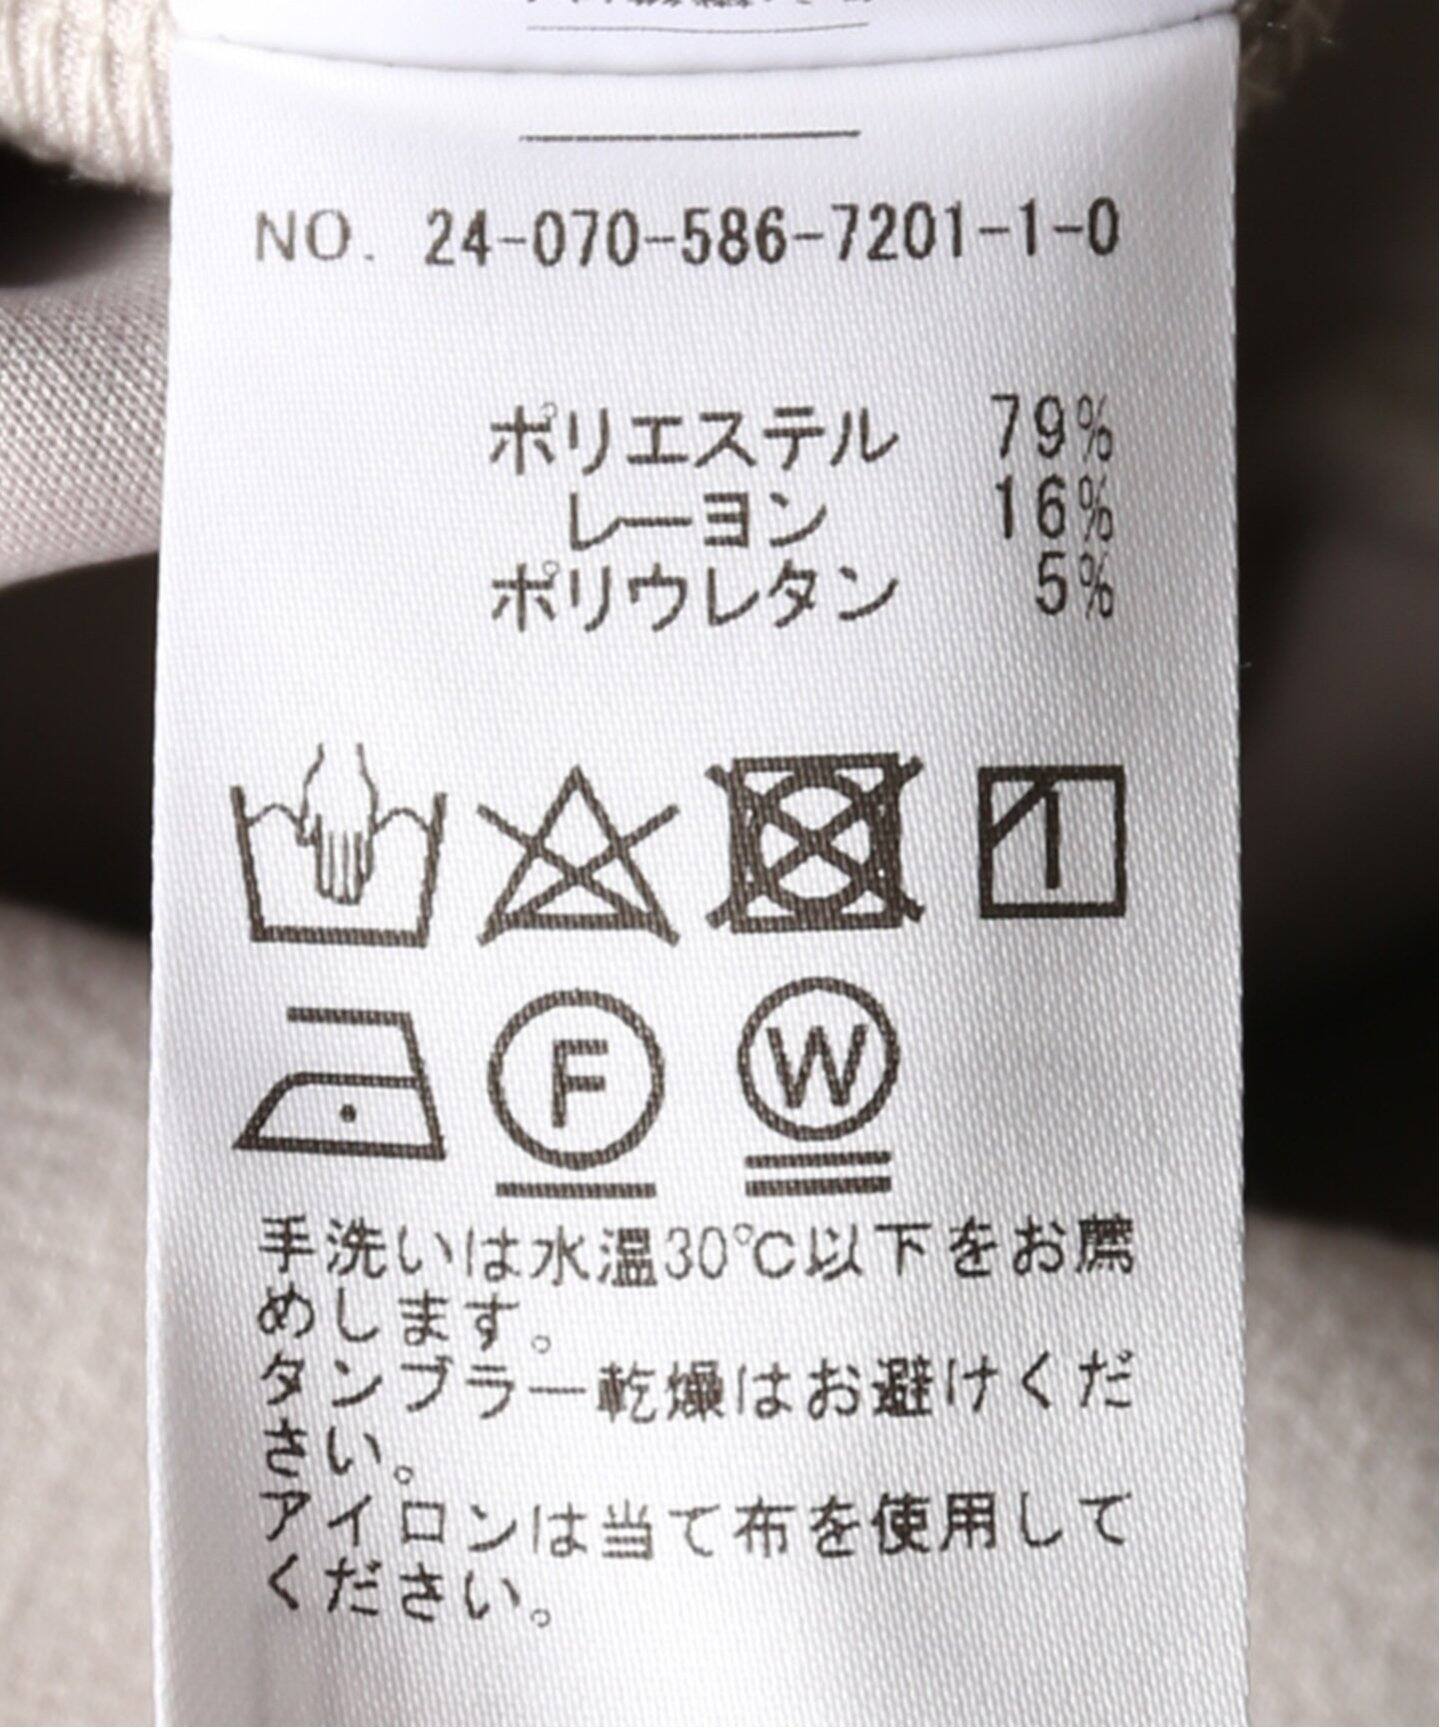 NO. 24-070-586-7201-1-0
ポリエステル 79%
レーヨン 16%
ポリウレタン 5%
F W
手洗いは水温30℃以下をお薦
めします。
タンブラー乾燥はお避けくだ
さい。
アイロンは当て布を使用して
ください。